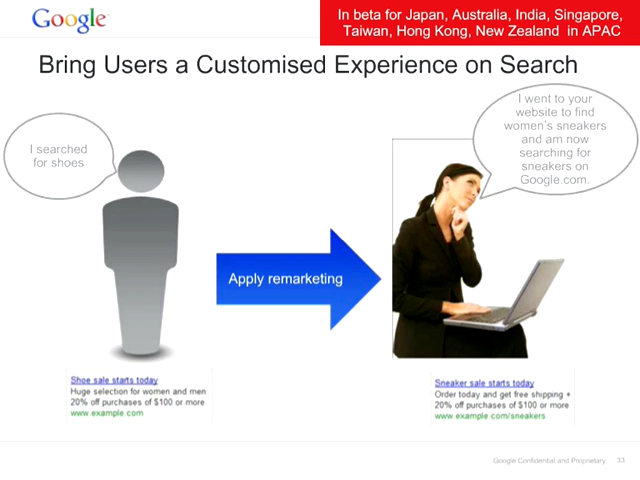 Google
In beta for Japan, Australia, India, Singapore,
Taiwan, Hong Kong, New Zealand in APAC
Bring Users a Customised Experience on Search
I searched
for shoes
I went to your
website to find
women's sneakers
and am now
searching for
sneakers on
Google.com.
Apply remarketing
Shoe sale starts today
Huge selection for women and men
20% off purchases of $100 or more
www.example.com
Sneaker sale starts today
Order today and get free shipping +
20% off purchases of $100 or more
www.example.com/sneakers
Google Confidential and Proprietary 33